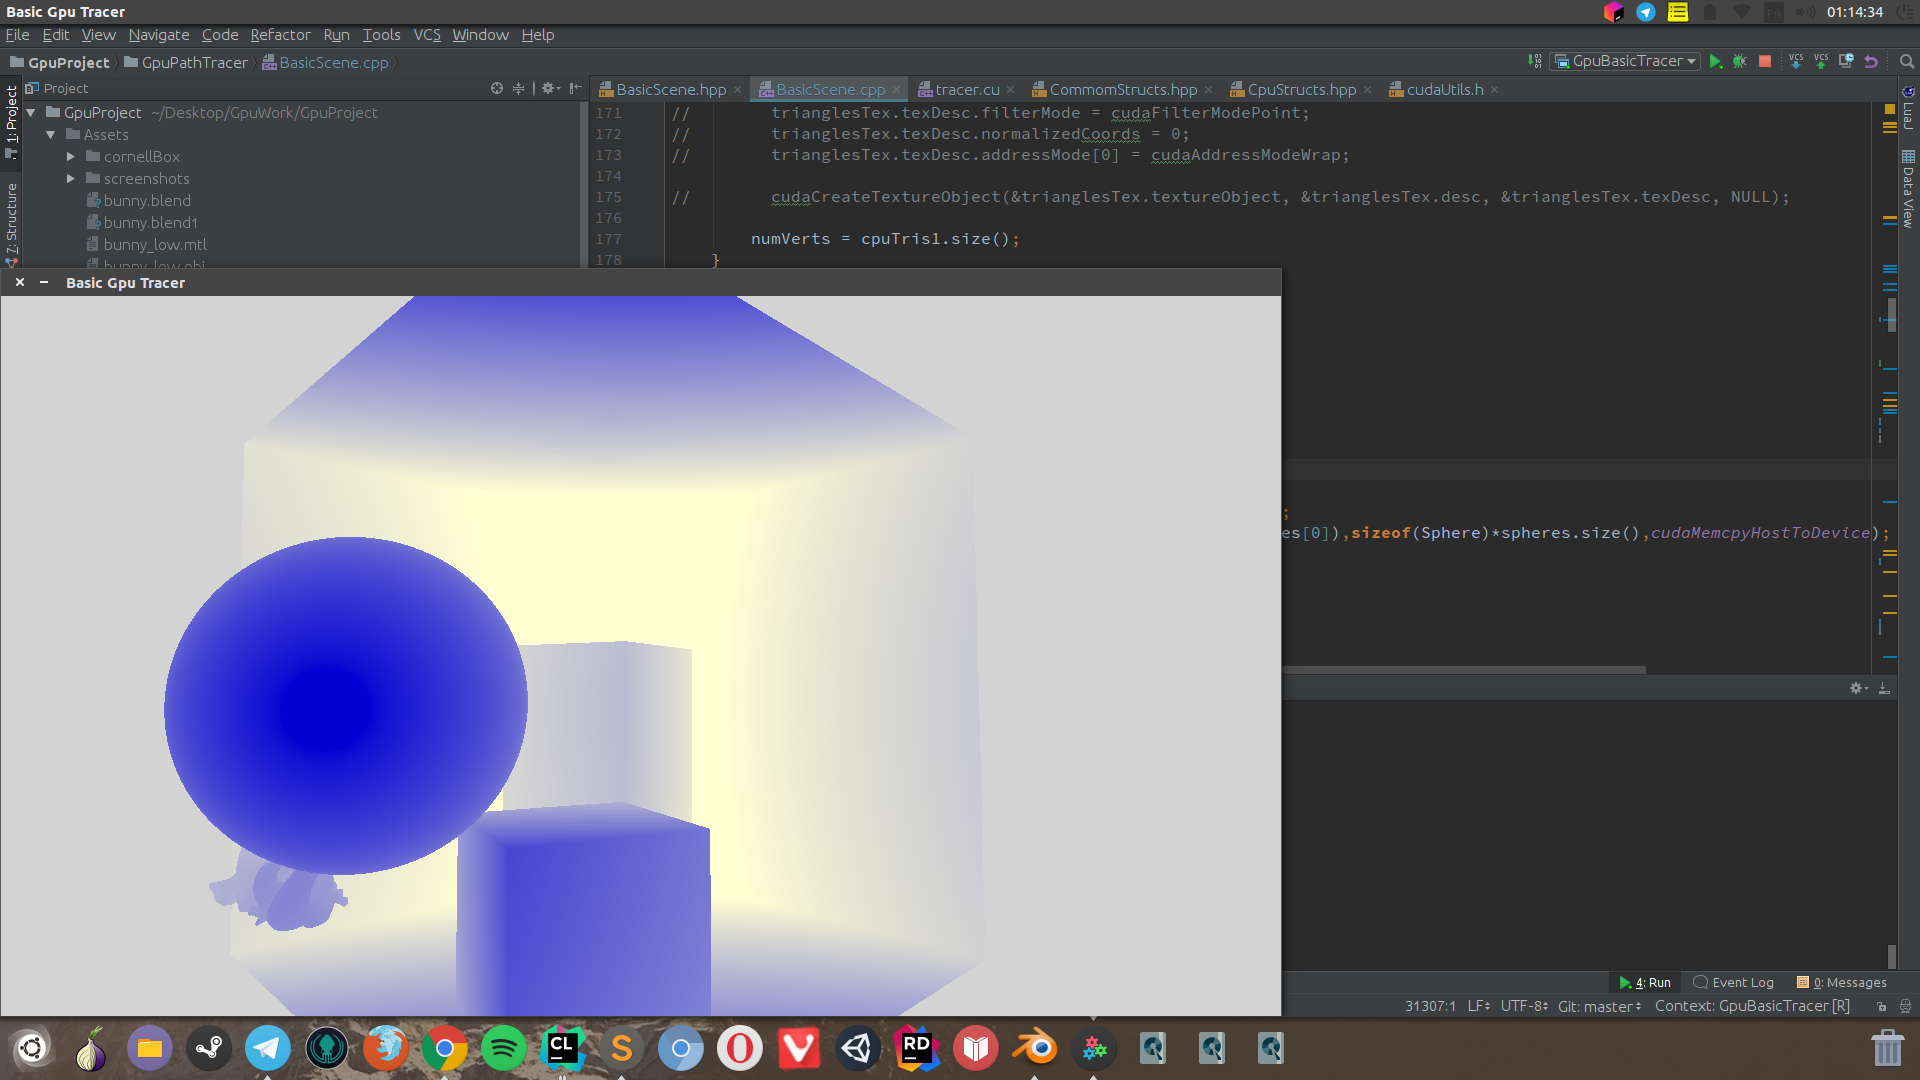 Basic Gpu Tracer
01:14:34
File Edit View Navigate Code Refactor Run Tools VCS Window Help
GpuProject GpuPathTracer BasicScene.cpp
GpuBasicTracer
VCS VCS
Project
BasicScene.hpp BasicScene.cpp tracer.cu CommomStructs.hpp CpuStructs.hpp cudaUtils.h
1: Project
Z: Structure
LuaJ
Data View
GpuProject ~/Desktop/GpuWork/GpuProject
Assets
cornellBox
screenshots
bunny.blend
bunny.blend1
bunny_low.mtl
bunny_low.obj
171 // trianglesTex.texDesc.filterMode = cudaFilterModePoint;
172 // trianglesTex.texDesc.normalizedCoords = 0;
173 // trianglesTex.texDesc.addressMode[0] = cudaAddressModeWrap;
174
175 // cudaCreateTextureObject(&trianglesTex.textureObject, &trianglesTex.desc, &trianglesTex.texDesc, NULL);
176
177 numVerts = cpuTris1.size();
178 }
Basic Gpu Tracer
;
es[0]),sizeof(Sphere)*spheres.size(),cudaMemcpyHostToDevice);
4: Run Event Log 0: Messages
31307:1 LF UTF-8 Git: master Context: GpuBasicTracer [R]
CL
S
RD